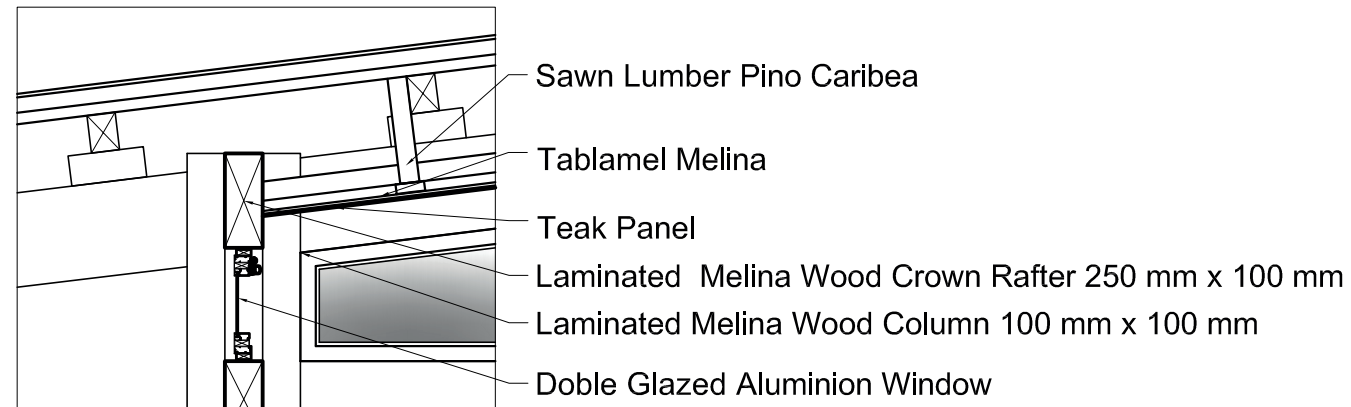 Sawn Lumber Pino Caribea
Tablamel Melina
Teak Panel
Laminated  Melina Wood Crown Rafter 250 mm x 100 mm
Laminated Melina Wood Column 100 mm x 100 mm
Doble Glazed Aluminion Window